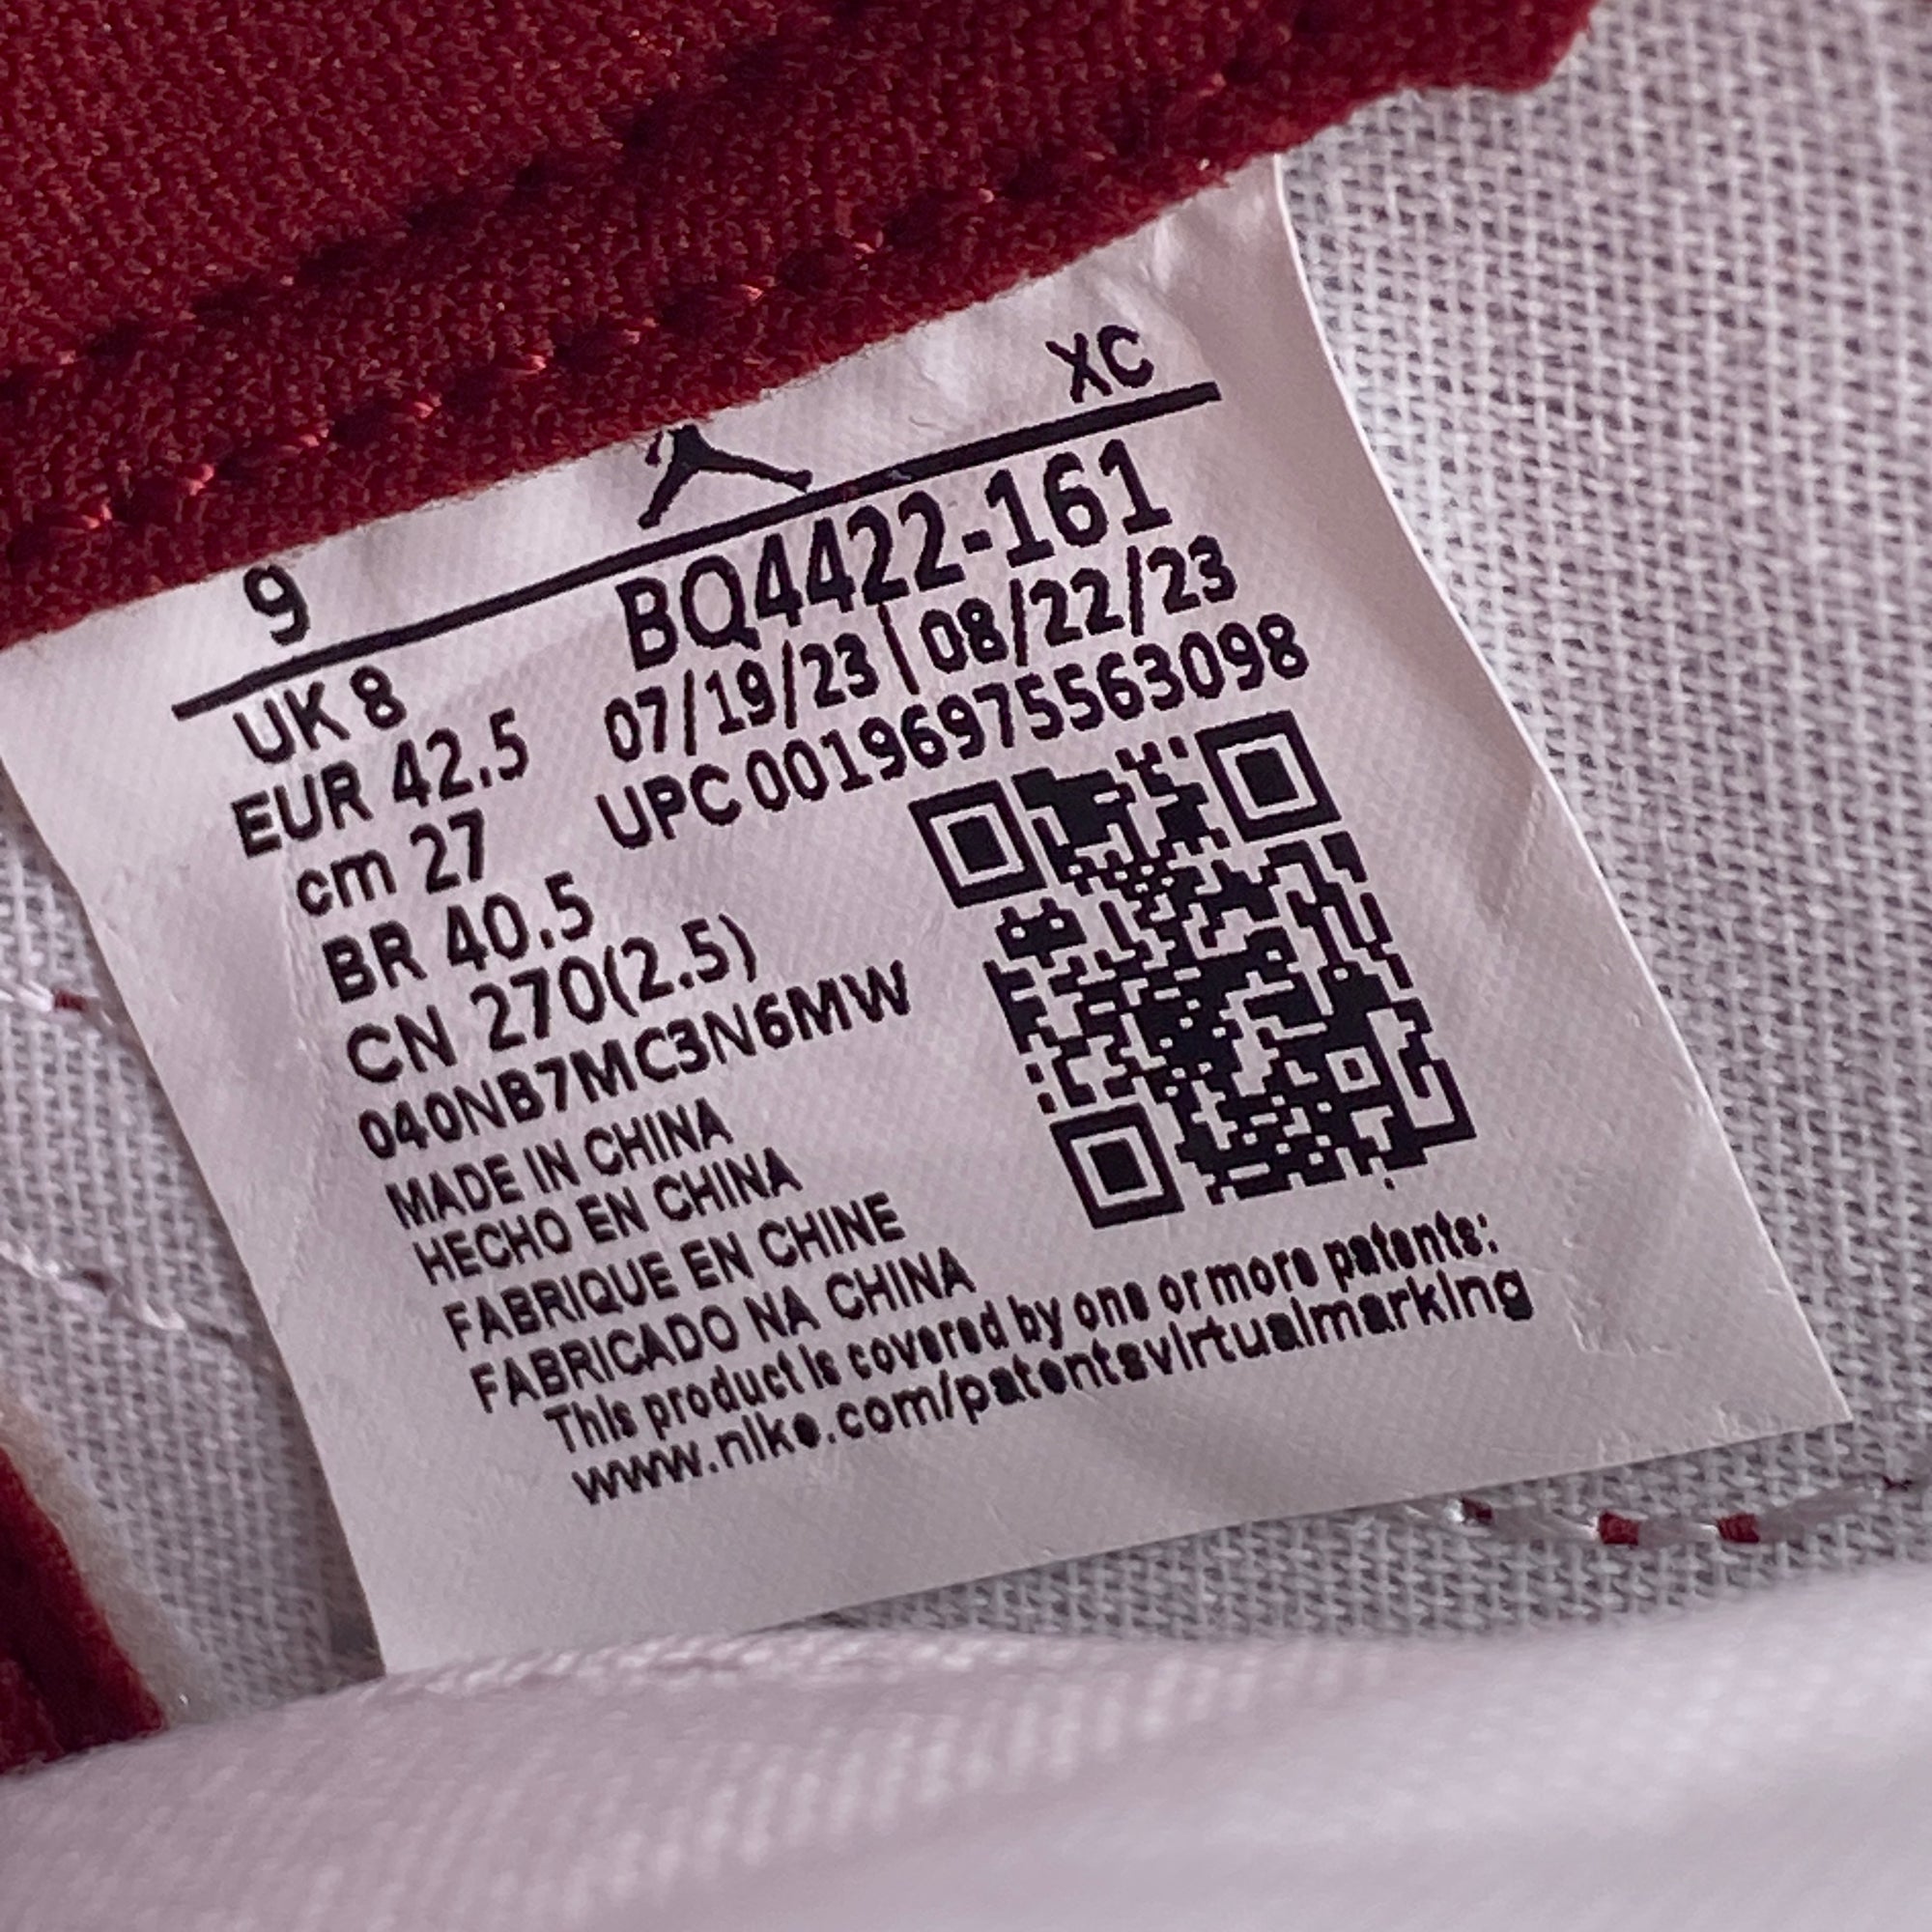 XC
9
BQ4422-161
UK 8
07/19/23 | 08/22/23
EUR 42.5
UPC 00196975563098
cm 27
BR 40.5
CN 270(2.5)
040NB7MC3N6MW
MADE IN CHINA
HECHO EN CHINA
FABRIQUE EN CHINE
FABRICADO NA CHINA
This product is covered by one or more patents:
www.nike.com/patentsvirtualmarking